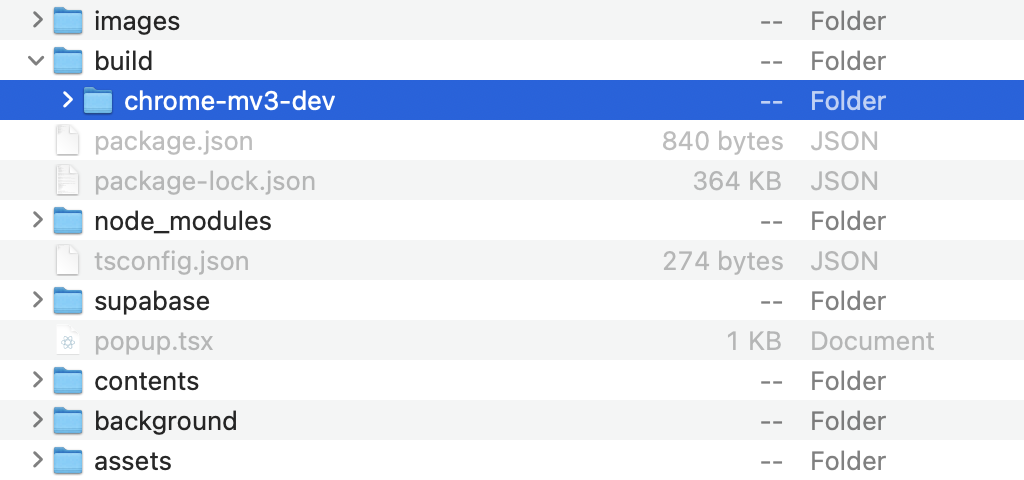 images -- Folder
build -- Folder
chrome-mv3-dev -- Folder
package.json 840 bytes JSON
package-lock.json 364 KB JSON
node_modules -- Folder
tsconfig.json 274 bytes JSON
supabase -- Folder
popup.tsx 1 KB Document
contents -- Folder
background -- Folder
assets -- Folder